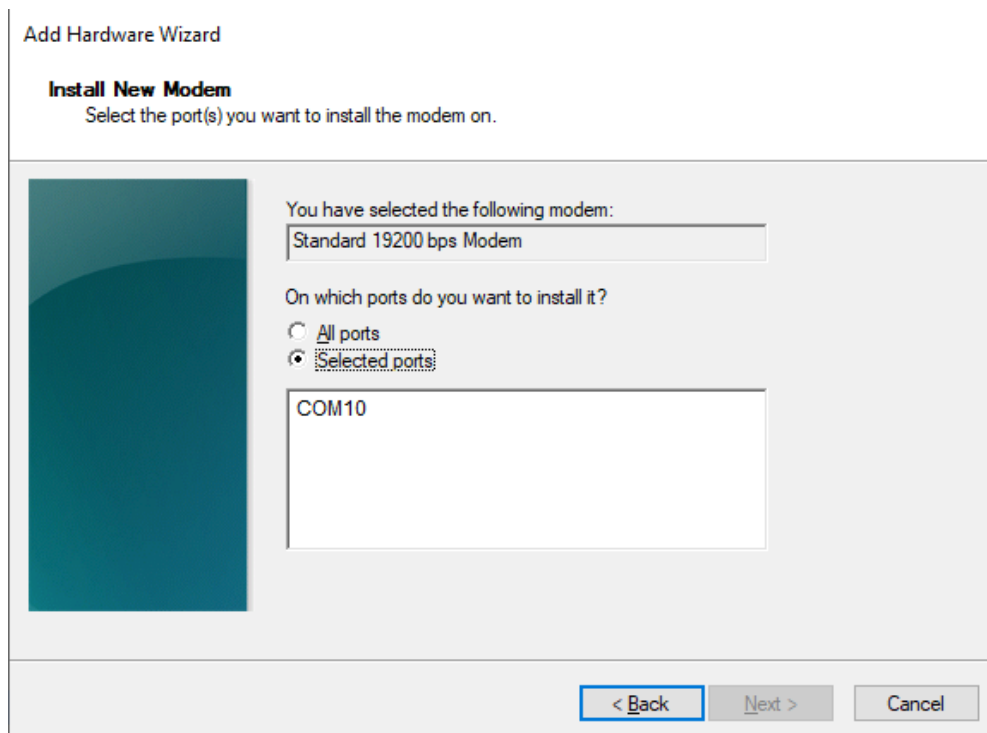 Add Hardware Wizard
Install New Modem
Select the port(s) you want to install the modem on.
You have selected the following modem:
Standard 19200 bps Modem
On which ports do you want to install it?
All ports
Selected ports
COM10
< Back
Next >
Cancel